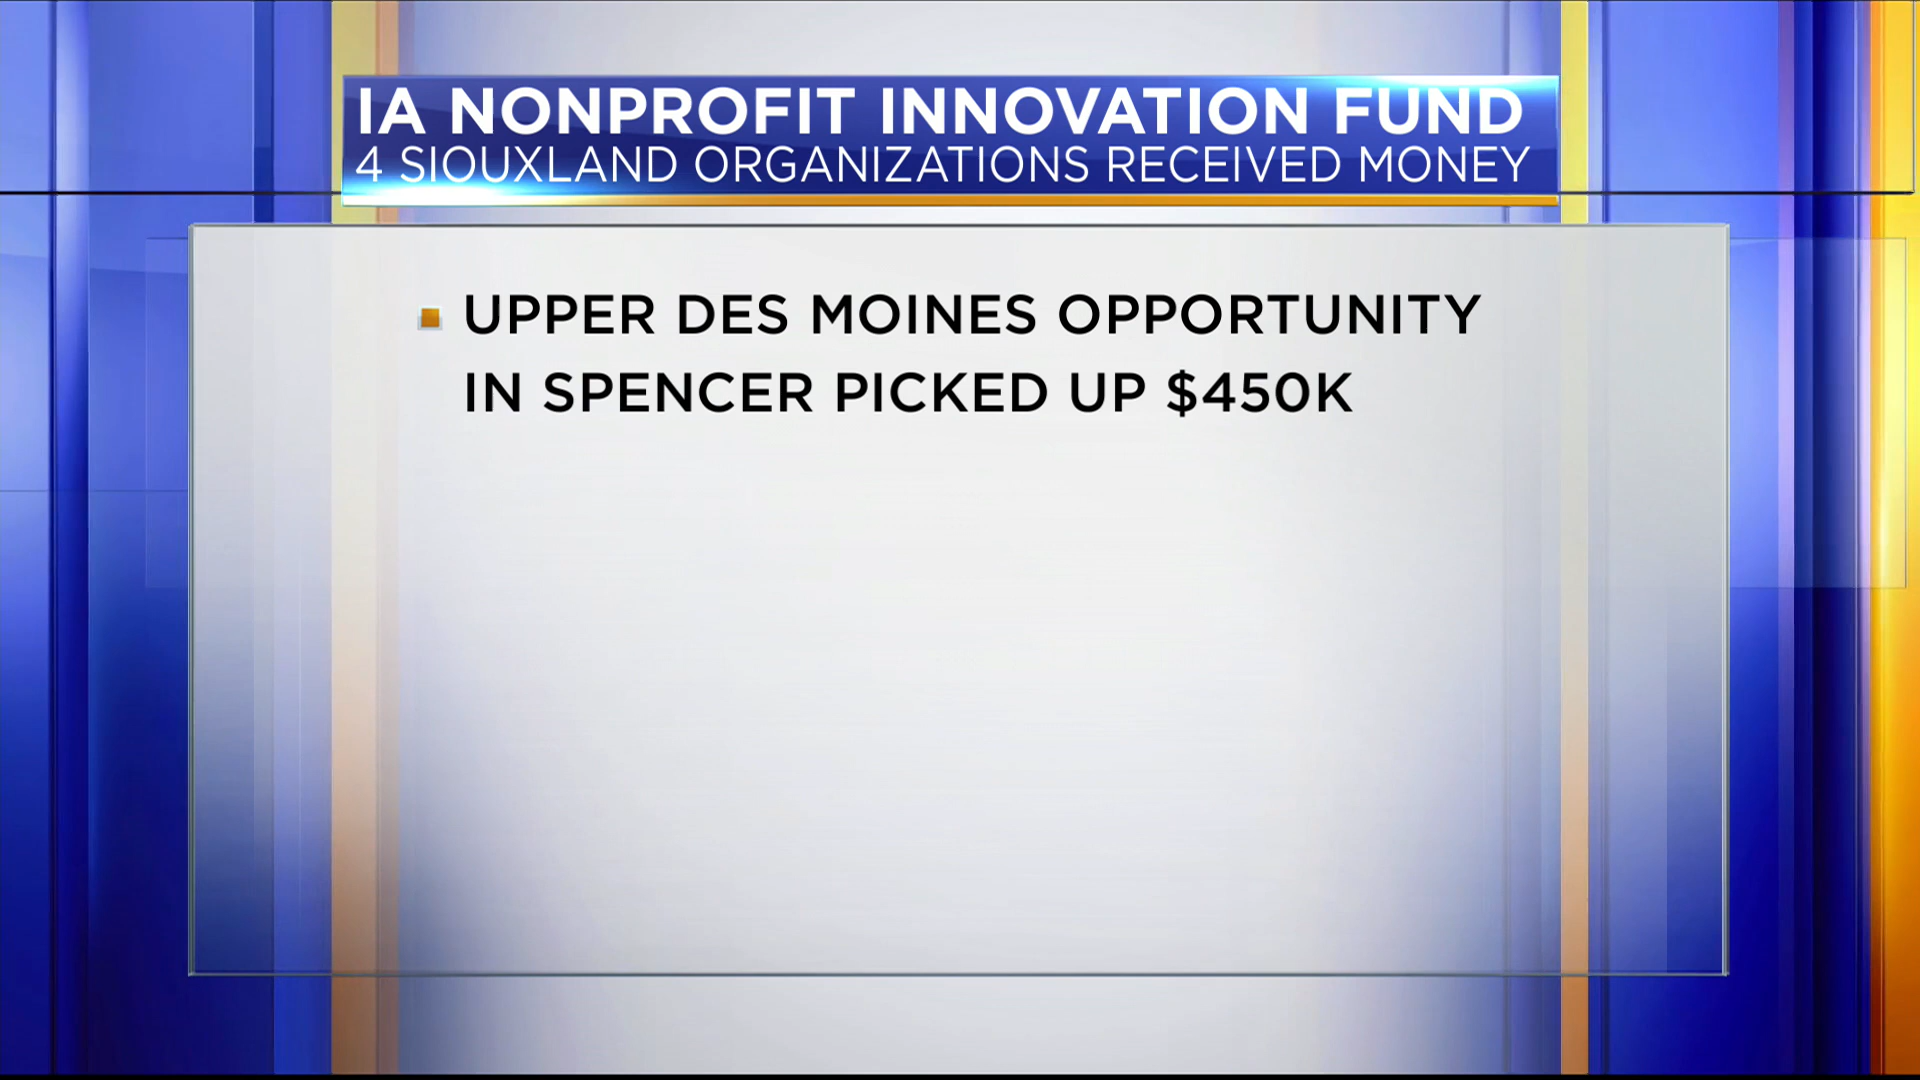 IA NONPROFIT INNOVATION FUND
4 SIOUXLAND ORGANIZATIONS RECEIVED MONEY
UPPER DES MOINES OPPORTUNITY
IN SPENCER PICKED UP $450K